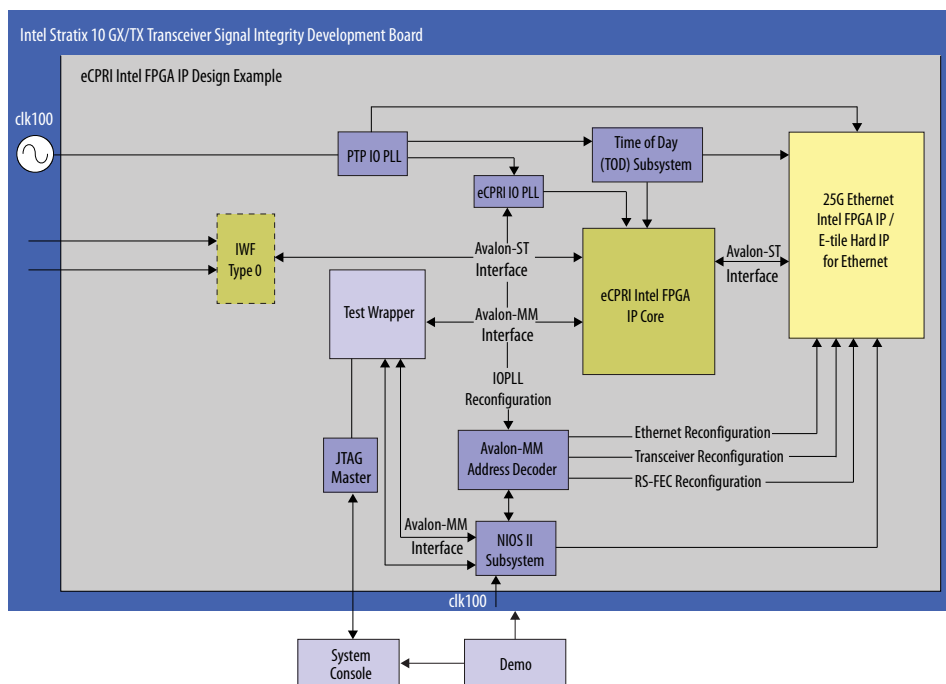 Intel Stratix 10 GX/TX Transceiver Signal Integrity Development Board
eCPRI Intel FPGA IP Design Example
clk100
PTP IO PLL
Time of Day
(TOD) Subsystem
eCPRI IO PLL
25G Ethernet
Intel FPGA IP /
E-tile Hard IP
for Ethernet
IWF
Type 0
Avalon-ST
Interface
eCPRI Intel FPGA
IP Core
Avalon-ST
Interface
Test Wrapper
Avalon-MM
Interface
IOPLL
Reconfiguration
JTAG
Master
Avalon-MM
Address Decoder
Ethernet Reconfiguration
Transceiver Reconfiguration
RS-FEC Reconfiguration
Avalon-MM
Interface
NIOS II
Subsystem
clk100
System
Console
Demo